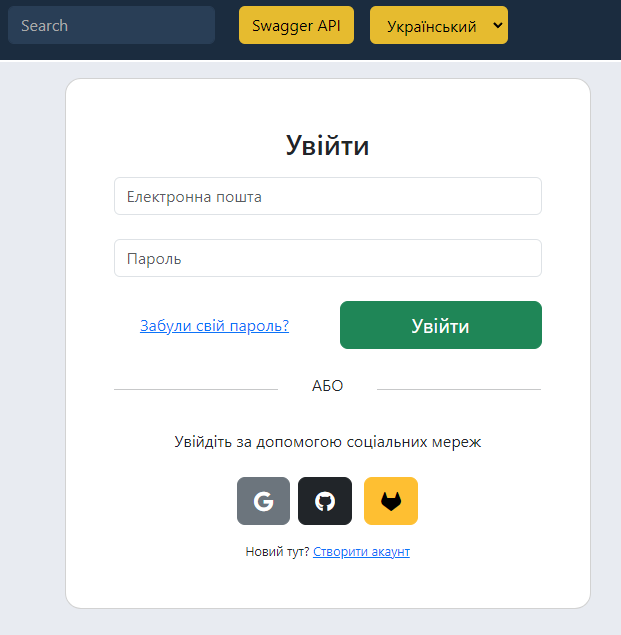 Search
Swagger API
Український
Увійти
Електронна пошта
Пароль
Забули свій пароль?
Увійти
АБО
Увійдіть за допомогою соціальних мереж
Новий тут? Створити акаунт